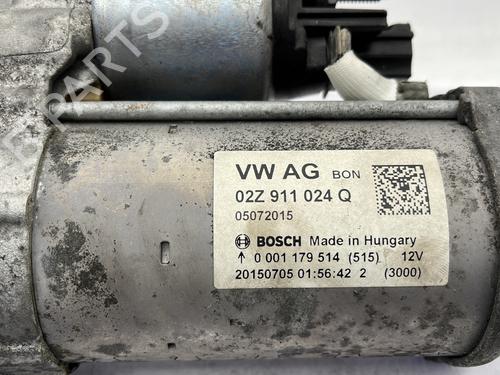 VW AG BON
02Z 911 024 Q
05072015
BOSCH Made in Hungary
↑ 0 001 179 514 (515) 12V
20150705 01:56:42 2 (3000)